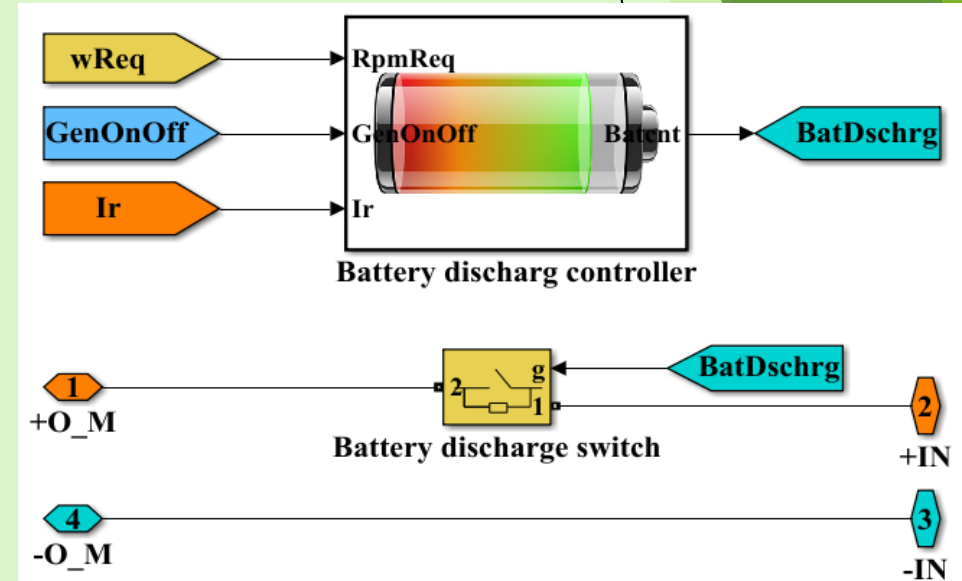 wReq
RpmReq
GenOnOff
GenOnOff
Batcnt
BatDschrg
Ir
Ir
Battery discharg controller
1
+O_M
2
g
1
BatDschrg
Battery discharge switch
2
+IN
4
-O_M
3
-IN